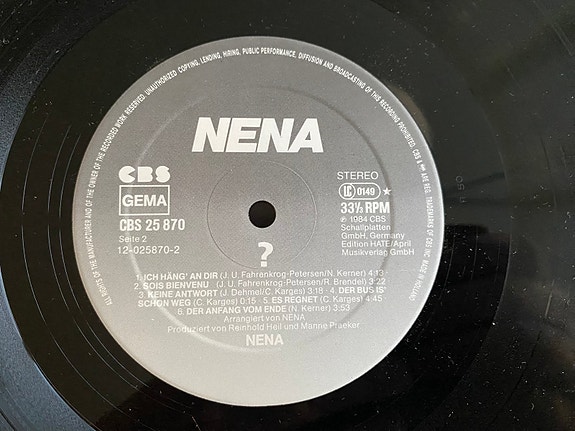 ALL RIGHTS OF THE MANUFACTURER AND OF THE OWNER OF THE RECORDED WORK RESERVED. UNAUTHORIZED COPYING, LENDING, HIRING, PUBLIC PERFORMANCE, DIFFUSION AND BROADCASTING OF THIS RECORDING PROHIBITED. CBS & ARE REG. TRADEMARKS OF CBS INC. MADE IN HOLLAND
NENA
CBS
GEMA
CBS 25 870
Seite 2
12-025870-2
STEREO
LC 0149 ★
33⅓ RPM
℗ 1984 CBS
Schallplatten
GmbH, Germany
Edition HATE/April
Musikverlag GmbH
?
1. ICH HÄNG' AN DIR (J. U. Fahrenkrog-Petersen/N. Kerner) 4:13 -
2. SOIS BIENVENU (J. U. Fahrenkrog-Petersen/R. Brendel) 3:22
3. KEINE ANTWORT (J. Dehmel/C. Karges) 3:18 - 4. DER BUS IS'
SCHON WEG (C. Karges) 0:15 - 5. ES REGNET (C. Karges) 4:45
6. DER ANFANG VOM ENDE (N. Kerner) 3:53
Arrangiert von NENA
Produziert von Reinhold Heil und Manne Praeker
NENA